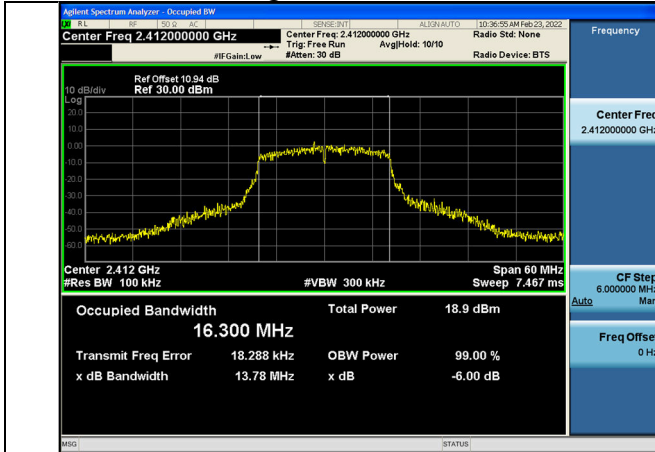 Agilent Spectrum Analyzer - Occupied BW
RL RF 50 Ω AC SENSE:INT ALIGN AUTO 10:36:55 AM Feb 23, 2022
Center Freq 2.412000000 GHz
Center Freq: 2.412000000 GHz
Radio Std: None
Trig: Free Run Avg|Hold: 10/10
#IFGain:Low #Atten: 30 dB Radio Device: BTS
Ref Offset 10.94 dB
10 dB/div Ref 30.00 dBm
Log
20.0
10.0
0.00
-10.0
-20.0
-30.0
-40.0
-50.0
-60.0
Center 2.412 GHz Span 60 MHz
#Res BW 100 kHz #VBW 300 kHz Sweep 7.467 ms
Occupied Bandwidth Total Power 18.9 dBm
16.300 MHz
Transmit Freq Error 18.288 kHz OBW Power 99.00 %
x dB Bandwidth 13.78 MHz x dB -6.00 dB
MSG STATUS
Frequency
Center Freq
2.412000000 GHz
CF Step
6.000000 MHz
Auto Man
Freq Offset
0 Hz